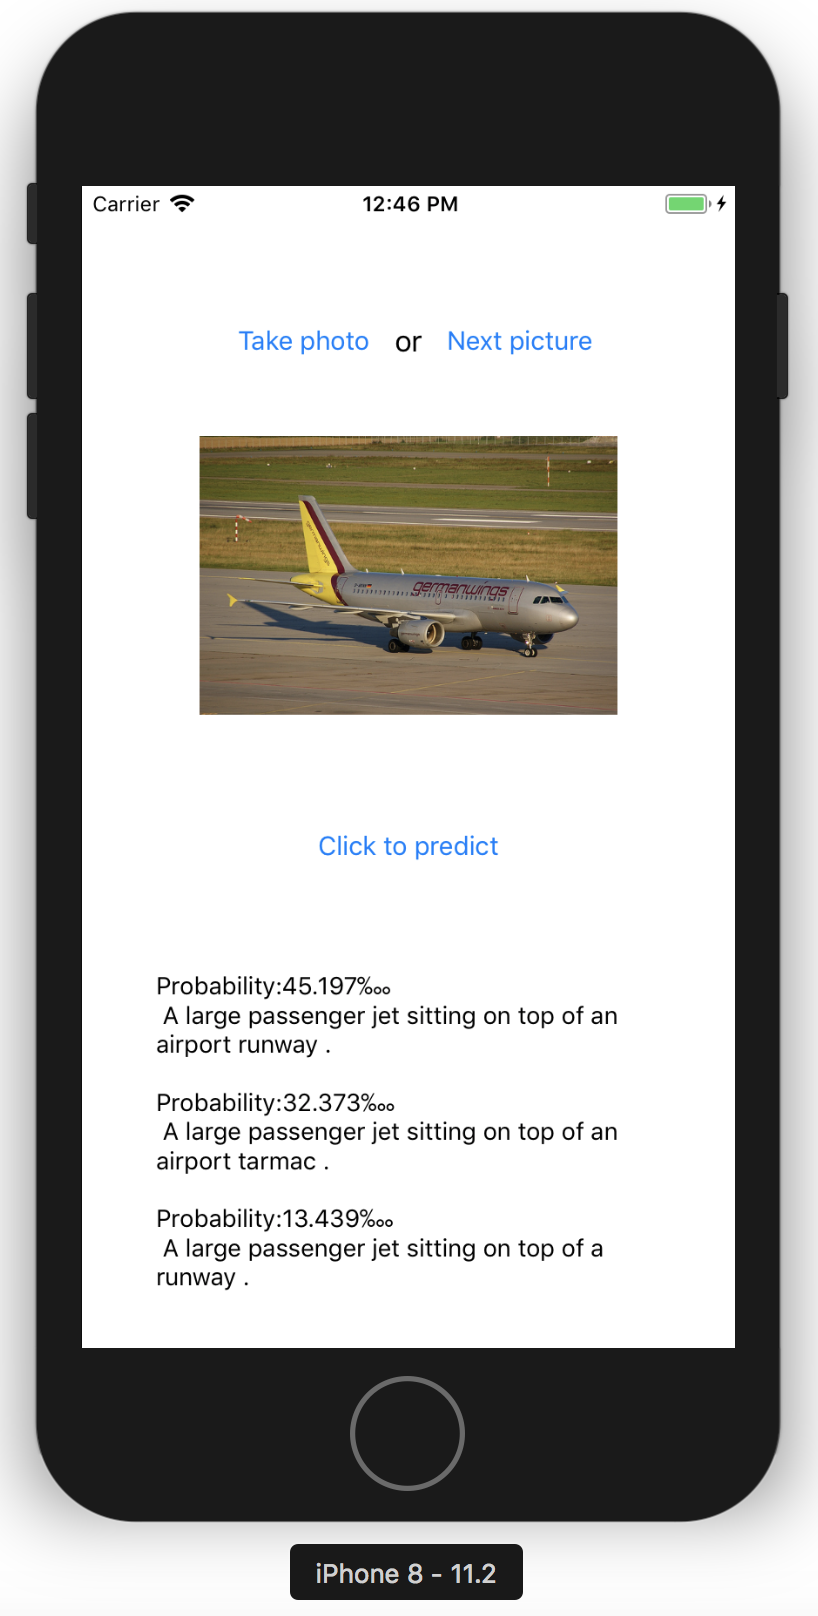 Carrier 12:46 PM
Take photo or Next picture
germanwings
Click to predict
Probability:45.197‱
A large passenger jet sitting on top of an
airport runway .
Probability:32.373‱
A large passenger jet sitting on top of an
airport tarmac .
Probability:13.439‱
A large passenger jet sitting on top of a
runway .
iPhone 8 - 11.2